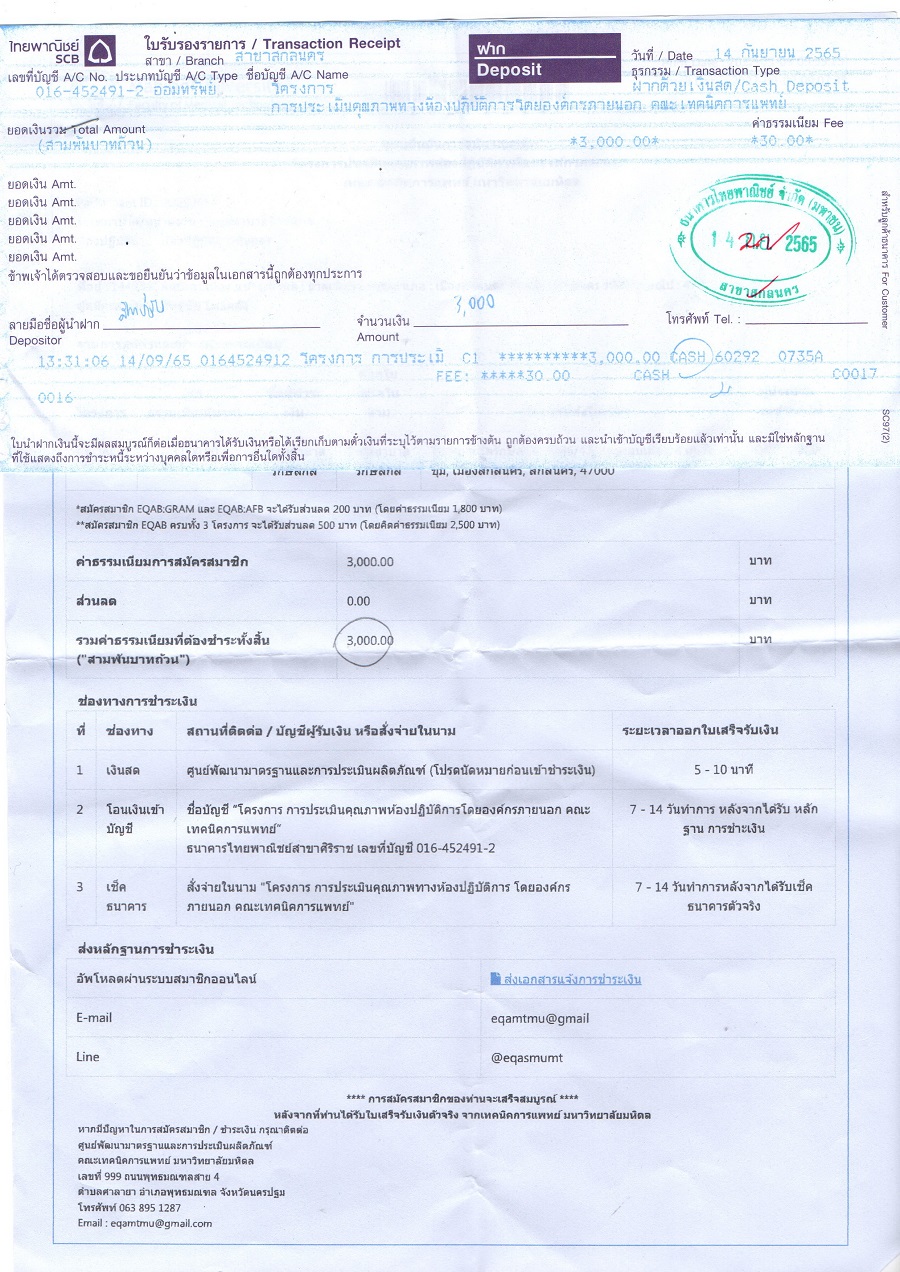 ไทยพาณิชย์
SCB
ใบรับรองรายการ / Transaction Receipt
สาขา / Branch สาขาสกลนคร
ฝาก
Deposit
วันที่ / Date 14 กันยายน 2565
ธุรกรรม / Transaction Type
ฝากด้วยเงินสด/Cash Deposit
เลขที่บัญชี A/C No. ประเภทบัญชี A/C Type ชื่อบัญชี A/C Name
016-452491-2 ออมทรัพย์ โครงการ
การประเมินคุณภาพทางห้องปฏิบัติการโดยองค์กรภายนอก คณะเทคนิคการแพทย์
ยอดเงินรวม Total Amount
ค่าธรรมเนียม Fee
(สามพันบาทถ้วน) *3,000.00* *30.00*
ยอดเงิน Amt.
ยอดเงิน Amt.
ยอดเงิน Amt.
ยอดเงิน Amt.
ยอดเงิน Amt.
ธนาคารไทยพาณิชย์ จำกัด (มหาชน)
14 ก.ย. 2565
สาขาสกลนคร
สำหรับลูกค้าธนาคาร For Customer
ข้าพเจ้าได้ตรวจสอบและขอยืนยันว่าข้อมูลในเอกสารนี้ถูกต้องทุกประการ
ลายมือชื่อผู้นำฝาก
Depositor
จำนวนเงิน 3,000
Amount
โทรศัพท์ Tel. :
13:31:06 14/09/65 0164524912 โครงการ การประเมิ C1 **********3,000.00 CASH 60292 0735A
FEE: *****30.00 CASH C0017
0016
SC97(2)
ใบนำฝากเงินนี้จะมีผลสมบูรณ์ก็ต่อเมื่อธนาคารได้รับเงินหรือได้เรียกเก็บตามตั๋วเงินที่ระบุไว้ตามรายการข้างต้น ถูกต้องครบถ้วน และนำเข้าบัญชีเรียบร้อยแล้วเท่านั้น และมิใช่หลักฐาน
ที่ใช้แสดงถึงการชำระหนี้ระหว่างบุคคลใดหรือเพื่อการอื่นใดทั้งสิ้น
รักษ์สกล รักษ์สกล ชุม, เมืองสกลนคร, สกลนคร, 47000
*สมัครสมาชิก EQAB:GRAM และ EQAB:AFB จะได้รับส่วนลด 200 บาท (โดยค่าธรรมเนียม 1,800 บาท)
**สมัครสมาชิก EQAB ครบทั้ง 3 โครงการ จะได้รับส่วนลด 500 บาท (โดยคิดค่าธรรมเนียม 2,500 บาท)
ค่าธรรมเนียมการสมัครสมาชิก 3,000.00 บาท
ส่วนลด 0.00 บาท
รวมค่าธรรมเนียมที่ต้องชำระทั้งสิ้น 3,000.00 บาท
("สามพันบาทถ้วน")
ช่องทางการชำระเงิน
ที่ ช่องทาง สถานที่ติดต่อ / บัญชีผู้รับเงิน หรือสั่งจ่ายในนาม ระยะเวลาออกใบเสร็จรับเงิน
1 เงินสด ศูนย์พัฒนามาตรฐานและการประเมินผลิตภัณฑ์ (โปรดนัดหมายก่อนเข้าชำระเงิน) 5 - 10 นาที
2 โอนเงินเข้า ชื่อบัญชี "โครงการ การประเมินคุณภาพห้องปฏิบัติการโดยองค์กรภายนอก คณะ 7 - 14 วันทำการ หลังจากได้รับ หลัก
บัญชี เทคนิคการแพทย์" ฐาน การชำะเงิน
ธนาคารไทยพาณิชย์สาขาศิริราช เลขที่บัญชี 016-452491-2
3 เช็ค สั่งจ่ายในนาม "โครงการ การประเมินคุณภาพทางห้องปฏิบัติการ โดยองค์กร 7 - 14 วันทำการหลังจากได้รับเช็ค
ธนาคาร ภายนอก คณะเทคนิคการแพทย์" ธนาคารตัวจริง
ส่งหลักฐานการชำระเงิน
อัพโหลดผ่านระบบสมาชิกออนไลน์ ส่งเอกสารแจ้งการชำระเงิน
E-mail eqamtmu@gmail
Line @eqasmumt
**** การสมัครสมาชิกของท่านจะเสร็จสมบูรณ์ ****
หลังจากที่ท่านได้รับใบเสร็จรับเงินตัวจริง จากเทคนิคการแพทย์ มหาวิทยาลัยมหิดล
หากมีปัญหาในการสมัครสมาชิก / ชำระเงิน กรุณาติดต่อ
ศูนย์พัฒนามาตรฐานและการประเมินผลิตภัณฑ์
คณะเทคนิคการแพทย์ มหาวิทยาลัยมหิดล
เลขที่ 999 ถนนพุทธมณฑลสาย 4
ตำบลศาลายา อำเภอพุทธมณฑล จังหวัดนครปฐม
โทรศัพท์ 063 895 1287
Email : eqamtmu@gmail.com